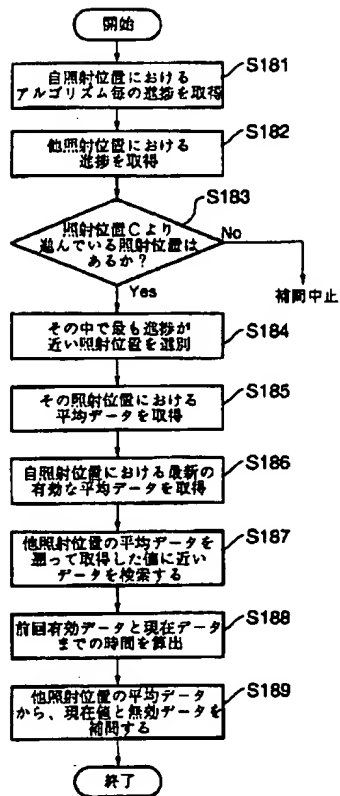 開始
自照射位置における
アルゴリズム毎の進捗を取得
S181
他照射位置における
進捗を取得
S182
照射位置Cより
進んでいる照射位置は
あるか?
S183
No
補間中止
Yes
その中で最も進捗が
近い照射位置を選別
S184
その照射位置における
平均データを取得
S185
自照射位置における最新の
有効な平均データを取得
S186
他照射位置の平均データを
遡って取得した値に近い
データを検索する
S187
前回有効データと現在データ
までの時間を算出
S188
他照射位置の平均データ
から、現在値と無効データを
補間する
S189
終了